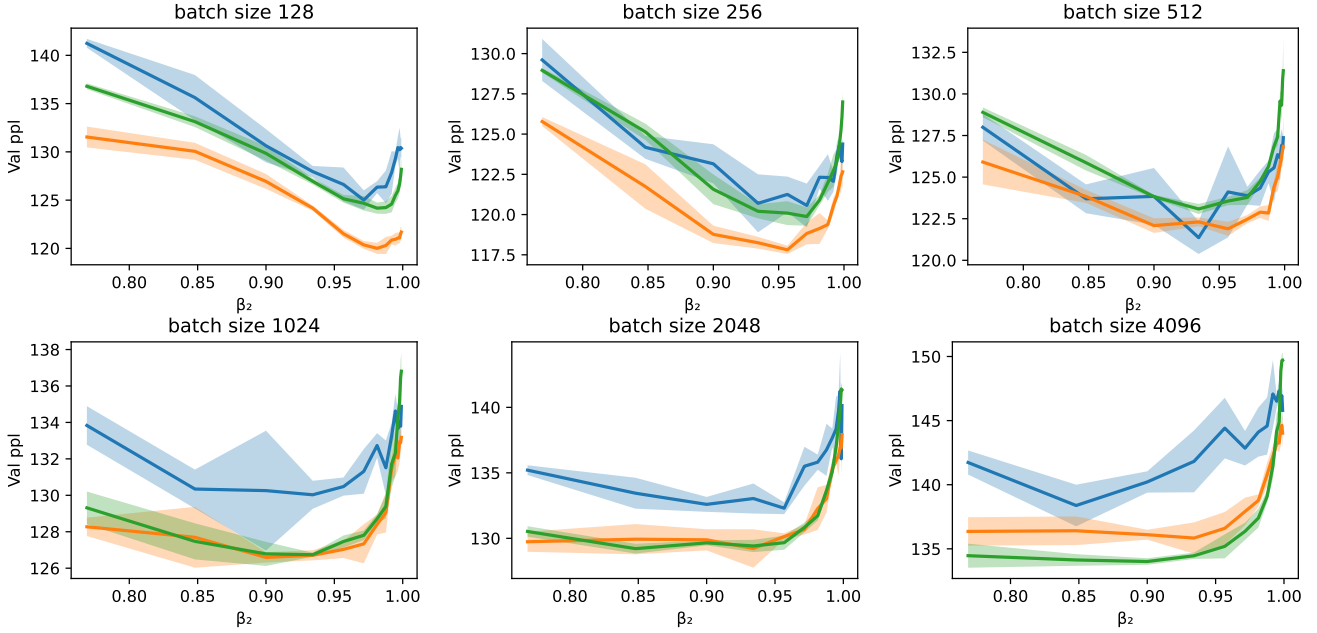 batch size 128
140
135
130
125
120
Val ppl
0.80 0.85 0.90 0.95 1.00
β₂
batch size 256
130.0
127.5
125.0
122.5
120.0
117.5
Val ppl
0.80 0.85 0.90 0.95 1.00
β₂
batch size 512
132.5
130.0
127.5
125.0
122.5
120.0
Val ppl
0.80 0.85 0.90 0.95 1.00
β₂
batch size 1024
138
136
134
132
130
128
126
Val ppl
0.80 0.85 0.90 0.95 1.00
β₂
batch size 2048
140
135
130
Val ppl
0.80 0.85 0.90 0.95 1.00
β₂
batch size 4096
150
145
140
135
Val ppl
0.80 0.85 0.90 0.95 1.00
β₂